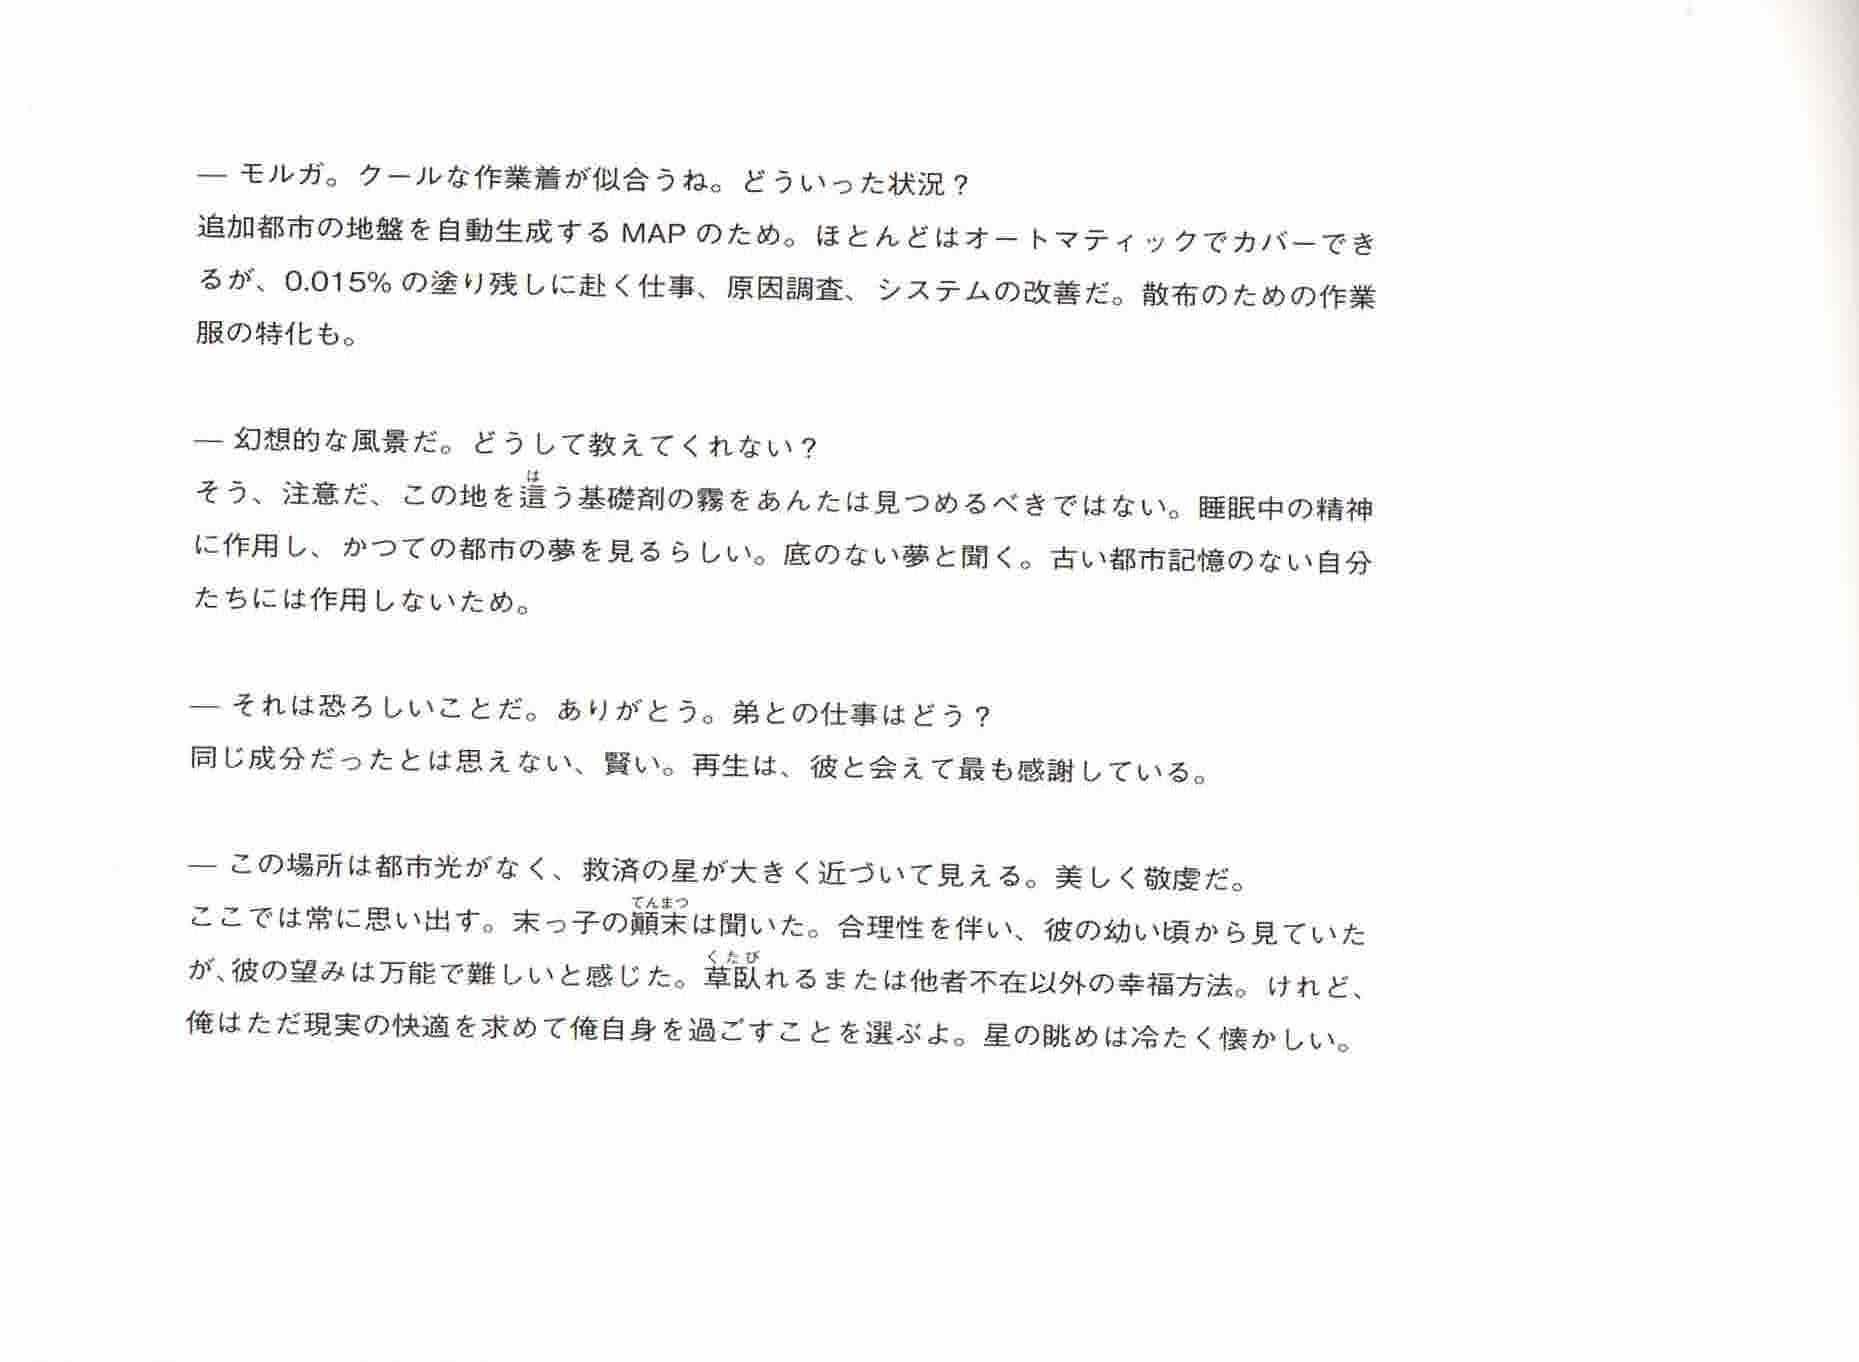 — モルガ。クールな作業着が似合うね。どういった状況？
追加都市の地盤を自動生成する MAP のため。ほとんどはオートマティックでカバーでき
るが、0.015% の塗り残しに赴く仕事、原因調査、システムの改善だ。散布のための作業
服の特化も。
— 幻想的な風景だ。どうして教えてくれない？
は
そう、注意だ、この地を這う基礎剤の霧をあんたは見つめるべきではない。睡眠中の精神
に作用し、かつての都市の夢を見るらしい。底のない夢と聞く。古い都市記憶のない自分
たちには作用しないため。
— それは恐ろしいことだ。ありがとう。弟との仕事はどう？
同じ成分だったとは思えない、賢い。再生は、彼と会えて最も感謝している。
— この場所は都市光がなく、救済の星が大きく近づいて見える。美しく敬虔だ。
てんまつ
ここでは常に思い出す。末っ子の顛末は聞いた。合理性を伴い、彼の幼い頃から見ていた
くたび
が、彼の望みは万能で難しいと感じた。草臥れるまたは他者不在以外の幸福方法。けれど、
俺はただ現実の快適を求めて俺自身を過ごすことを選ぶよ。星の眺めは冷たく懐かしい。